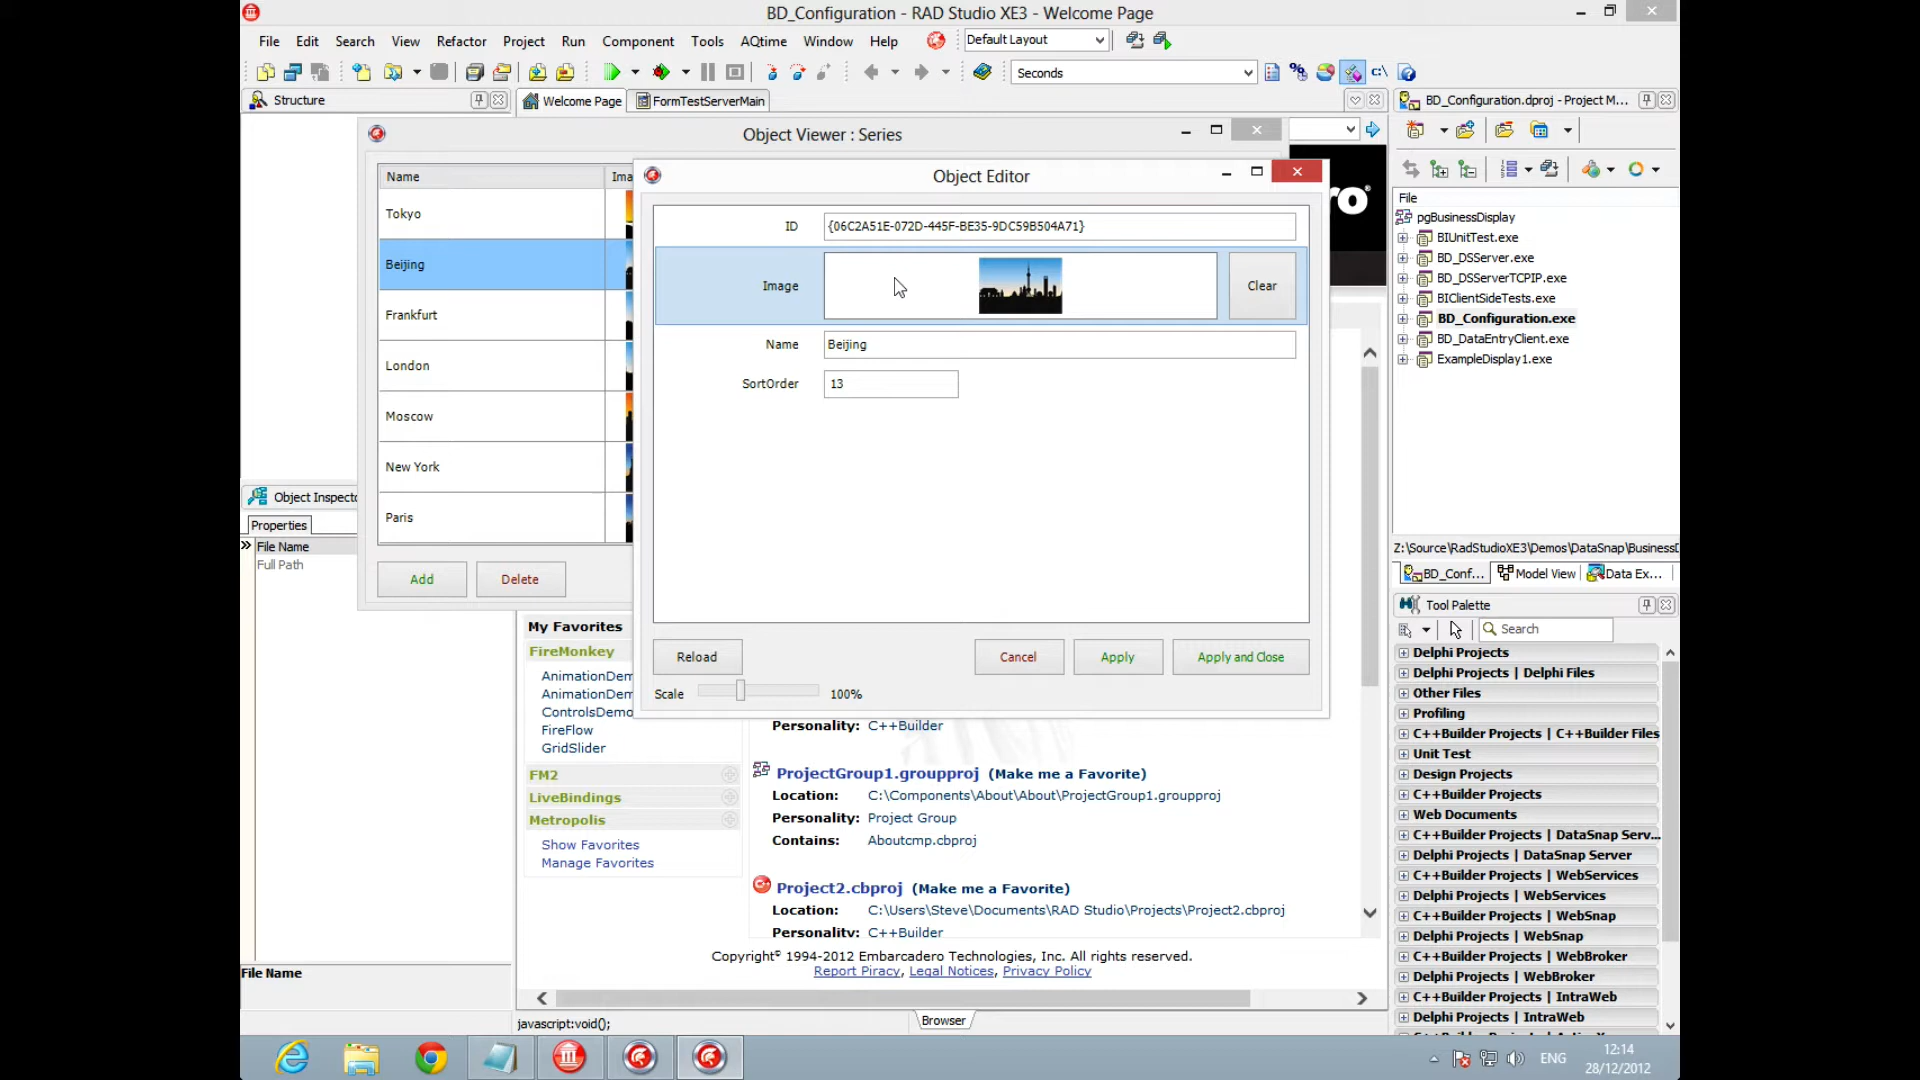 BD_Configuration - RAD Studio XE3 - Welcome Page
File Edit Search View Refactor Project Run Component Tools AQtime Window Help Default Layout
Seconds
Structure
Welcome Page FormTestServerMain
BD_Configuration.dproj - Project M...
Object Viewer : Series
Name Ima
Tokyo
Beijing
Frankfurt
London
Moscow
New York
Paris
Add Delete
Object Editor
ID {06C2A51E-072D-445F-BE35-9DC59B504A71}
Image Clear
Name Beijing
SortOrder 13
Reload Cancel Apply Apply and Close
Scale 100%
File
pgBusinessDisplay
BIUnitTest.exe
BD_DSServer.exe
BD_DSServerTCPIP.exe
BIClientSideTests.exe
BD_Configuration.exe
BD_DataEntryClient.exe
ExampleDisplay1.exe
Z:\Source\RadStudioXE3\Demos\DataSnap\BusinessD
BD_Conf... Model View Data Ex...
Object Inspecto
Properties
File Name
Full Path
File Name
My Favorites
FireMonkey
AnimationDem
AnimationDem
ControlsDemo
FireFlow
GridSlider
FM2
LiveBindings
Metropolis
Show Favorites
Manage Favorites
Personality: C++Builder
ProjectGroup1.groupproj (Make me a Favorite)
Location: C:\Components\About\About\ProjectGroup1.groupproj
Personality: Project Group
Contains: Aboutcmp.cbproj
Project2.cbproj (Make me a Favorite)
Location: C:\Users\Steve\Documents\RAD Studio\Projects\Project2.cbproj
Personality: C++Builder
Copyright© 1994-2012 Embarcadero Technologies, Inc. All rights reserved.
Report Piracy, Legal Notices, Privacy Policy
javascript:void();
Browser
Tool Palette
Search
Delphi Projects
Delphi Projects | Delphi Files
Other Files
Profiling
C++Builder Projects | C++Builder Files
Unit Test
Design Projects
C++Builder Projects
Web Documents
C++Builder Projects | DataSnap Serv...
Delphi Projects | DataSnap Server
C++Builder Projects | WebServices
Delphi Projects | WebServices
C++Builder Projects | WebSnap
Delphi Projects | WebSnap
C++Builder Projects | WebBroker
Delphi Projects | WebBroker
C++Builder Projects | IntraWeb
Delphi Projects | IntraWeb
ENG
12:14
28/12/2012